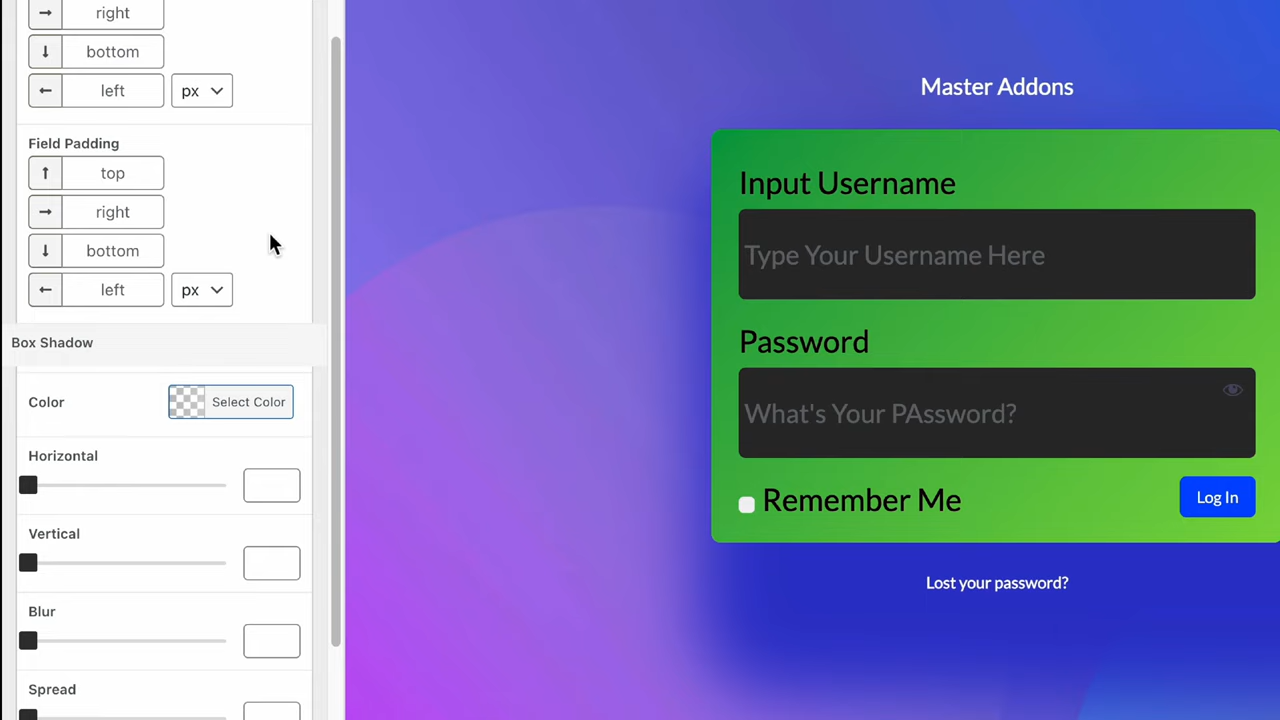 right
bottom
left
px
Field Padding
top
right
bottom
left
px
Box Shadow
Color
Select Color
Horizontal
Vertical
Blur
Spread
Master Addons
Input Username
Type Your Username Here
Password
What's Your PAssword?
Remember Me
Log In
Lost your password?